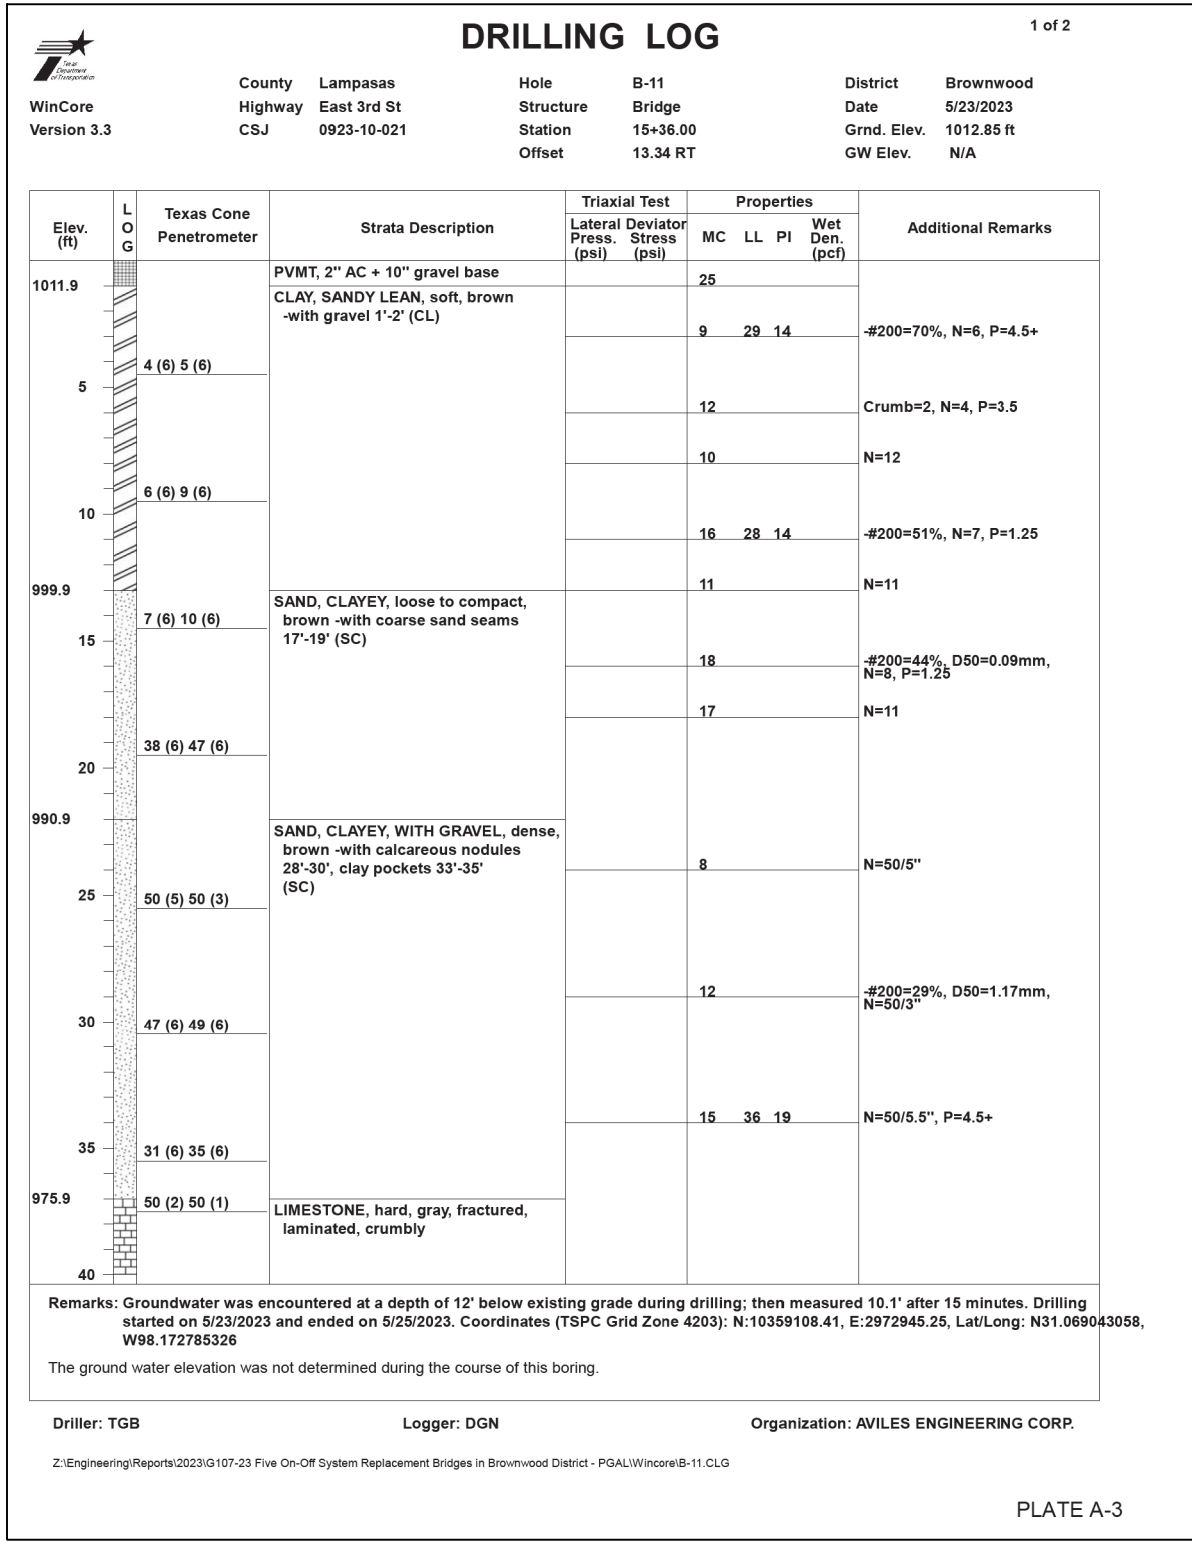 DRILLING LOG
1 of 2
Texas
Department
of Transportation
County Lampasas Hole B-11 District Brownwood
WinCore Highway East 3rd St Structure Bridge Date 5/23/2023
Version 3.3 CSJ 0923-10-021 Station 15+36.00 Grnd. Elev. 1012.85 ft
Offset 13.34 RT GW Elev. N/A
Elev.
(ft)
L
O
G
Texas Cone
Penetrometer
Strata Description
Triaxial Test
Lateral Deviator
Press. Stress
(psi) (psi)
Properties
MC LL PI
Wet
Den.
(pcf)
Additional Remarks
PVMT, 2" AC + 10" gravel base
25
1011.9
CLAY, SANDY LEAN, soft, brown
-with gravel 1'-2' (CL)
9 29 14 -#200=70%, N=6, P=4.5+
4 (6) 5 (6)
5
12 Crumb=2, N=4, P=3.5
10 N=12
6 (6) 9 (6)
10
16 28 14 -#200=51%, N=7, P=1.25
11 N=11
999.9
SAND, CLAYEY, loose to compact,
brown -with coarse sand seams
17'-19' (SC)
7 (6) 10 (6)
15
18 -#200=44%, D50=0.09mm,
N=8, P=1.25
17 N=11
38 (6) 47 (6)
20
990.9
SAND, CLAYEY, WITH GRAVEL, dense,
brown -with calcareous nodules
28'-30', clay pockets 33'-35'
(SC)
8 N=50/5"
25
50 (5) 50 (3)
12 -#200=29%, D50=1.17mm,
N=50/3"
30
47 (6) 49 (6)
15 36 19 N=50/5.5", P=4.5+
35
31 (6) 35 (6)
975.9
50 (2) 50 (1)
LIMESTONE, hard, gray, fractured,
laminated, crumbly
40
Remarks: Groundwater was encountered at a depth of 12' below existing grade during drilling; then measured 10.1' after 15 minutes. Drilling
started on 5/23/2023 and ended on 5/25/2023. Coordinates (TSPC Grid Zone 4203): N:10359108.41, E:2972945.25, Lat/Long: N31.069043058,
W98.172785326
The ground water elevation was not determined during the course of this boring.
Driller: TGB Logger: DGN Organization: AVILES ENGINEERING CORP.
Z:\Engineering\Reports\2023\G107-23 Five On-Off System Replacement Bridges in Brownwood District - PGAL\Wincore\B-11.CLG
PLATE A-3